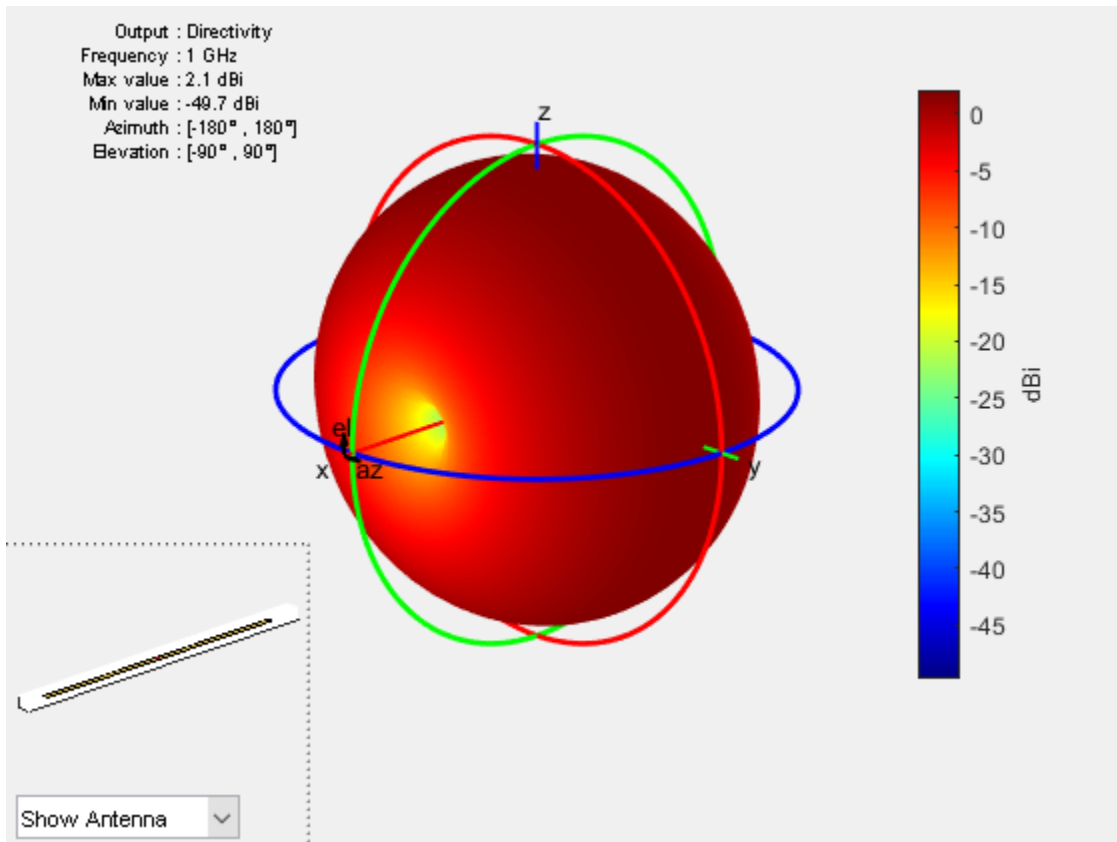 Output : Directivity
Frequency : 1 GHz
Max value : 2.1 dBi
Min value : -49.7 dBi
Azimuth : [-180° , 180°]
Elevation : [-90° , 90°]
z
el
x
az
y
0
-5
-10
-15
-20
-25
-30
-35
-40
-45
dBi
Show Antenna